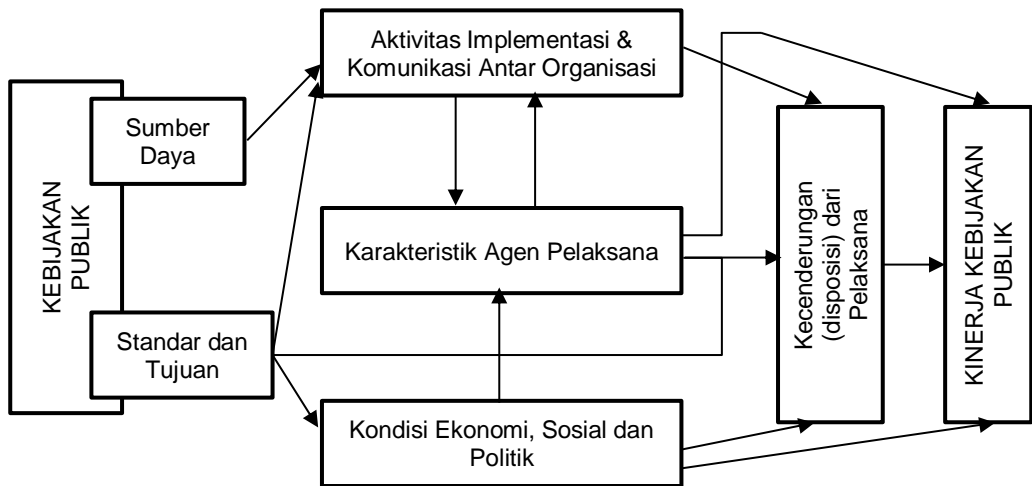 KEBIJAKAN
PUBLIK
Sumber
Daya
Standar dan
Tujuan
Aktivitas Implementasi &
Komunikasi Antar Organisasi
Karakteristik Agen Pelaksana
Kondisi Ekonomi, Sosial dan
Politik
Kecenderungan
(disposisi) dari
Pelaksana
KINERJA KEBIJAKAN
PUBLIK